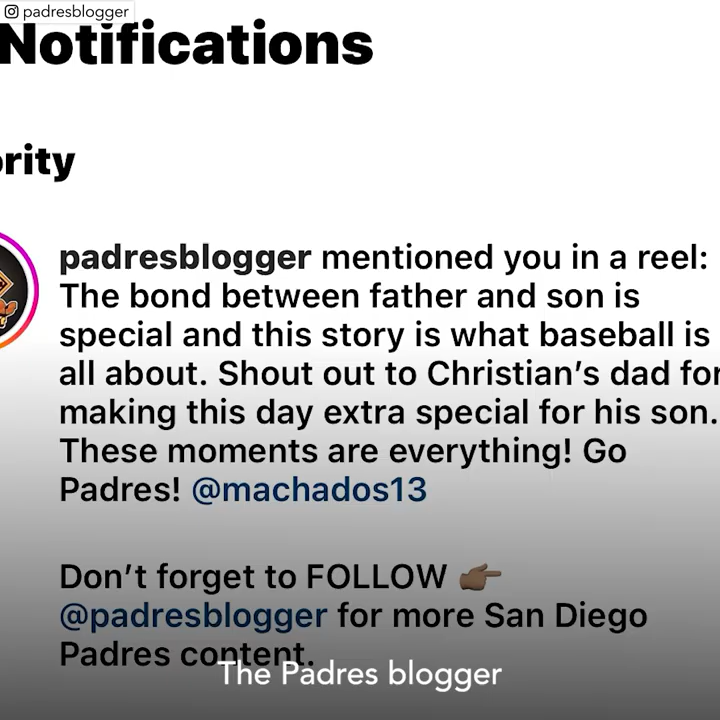 padresblogger
Notifications
ority
padresblogger mentioned you in a reel:
The bond between father and son is
special and this story is what baseball is
all about. Shout out to Christian’s dad for
making this day extra special for his son.
These moments are everything! Go
Padres! @machados13
Don’t forget to FOLLOW 👉🏽
@padresblogger for more San Diego
Padres content.
The Padres blogger